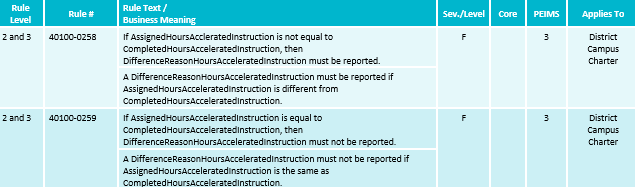 Rule Level Rule # Rule Text / Business Meaning Sev./Level Core PEIMS Applies To
2 and 3 40100-0258 If AssignedHoursAccleratedInstruction is not equal to F 3 District
CompletedHoursAcceleratedInstruction, then Campus
DifferenceReasonHoursAcceleratedInstruction must be reported. Charter
A DifferenceReasonHoursAcceleratedInstruction must be reported if
AssignedHoursAcceleratedInstruction is different from
CompletedHoursAcceleratedInstruction.
2 and 3 40100-0259 If AssignedHoursAcceleratedInstruction is equal to F 3 District
CompletedHoursAcceleratedInstruction, then Campus
DifferenceReasonHoursAcceleratedInstruction must not be reported. Charter
A DifferenceReasonHoursAcceleratedInstruction must not be reported if
AssignedHoursAcceleratedInstruction is the same as
CompletedHoursAcceleratedInstruction.